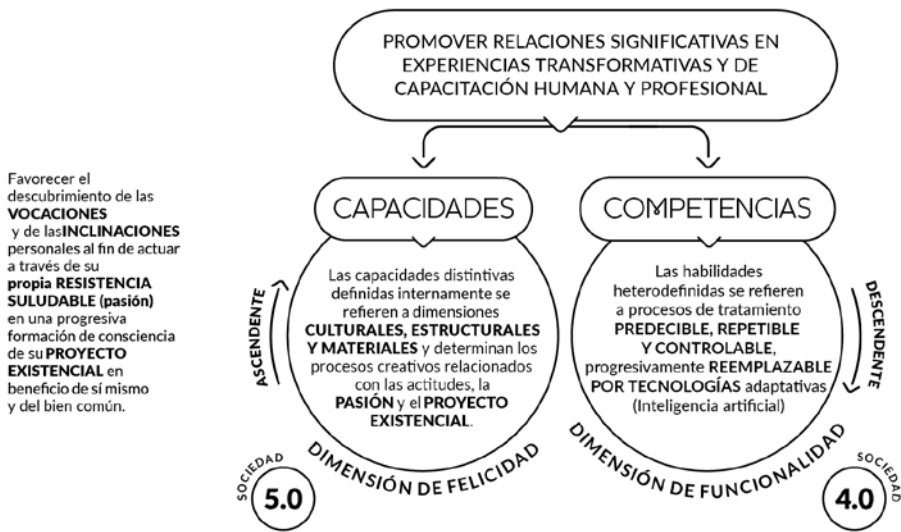 PROMOVER RELACIONES SIGNIFICATIVAS EN
EXPERIENCIAS TRANSFORMATIVAS Y DE
CAPACITACIÓN HUMANA Y PROFESIONAL
Favorecer el
descubrimiento de las
VOCACIONES
y de lasINCLINACIONES
personales al fin de actuar
a través de su
propia RESISTENCIA
SULUDABLE (pasión)
en una progresiva
formación de consciencia
de su PROYECTO
EXISTENCIAL en
beneficio de sí mismo
y del bien común.
CAPACIDADES
Las capacidades distintivas
definidas internamente se
refieren a dimensiones
CULTURALES, ESTRUCTURALES
Y MATERIALES y determinan los
procesos creativos relacionados
con las actitudes, la
PASIÓN y el PROYECTO
EXISTENCIAL.
ASCENDENTE
DIMENSIÓN DE FELICIDAD
SOCIEDAD
5.0
COMPETENCIAS
Las habilidades
heterodefinidas se refieren
a procesos de tratamiento
PREDECIBLE, REPETIBLE
Y CONTROLABLE,
progresivamente REEMPLAZABLE
POR TECNOLOGÍAS adaptativas
(Inteligencia artificial)
DESCENDENTE
DIMENSIÓN DE FUNCIONALIDAD
SOCIEDAD
4.0